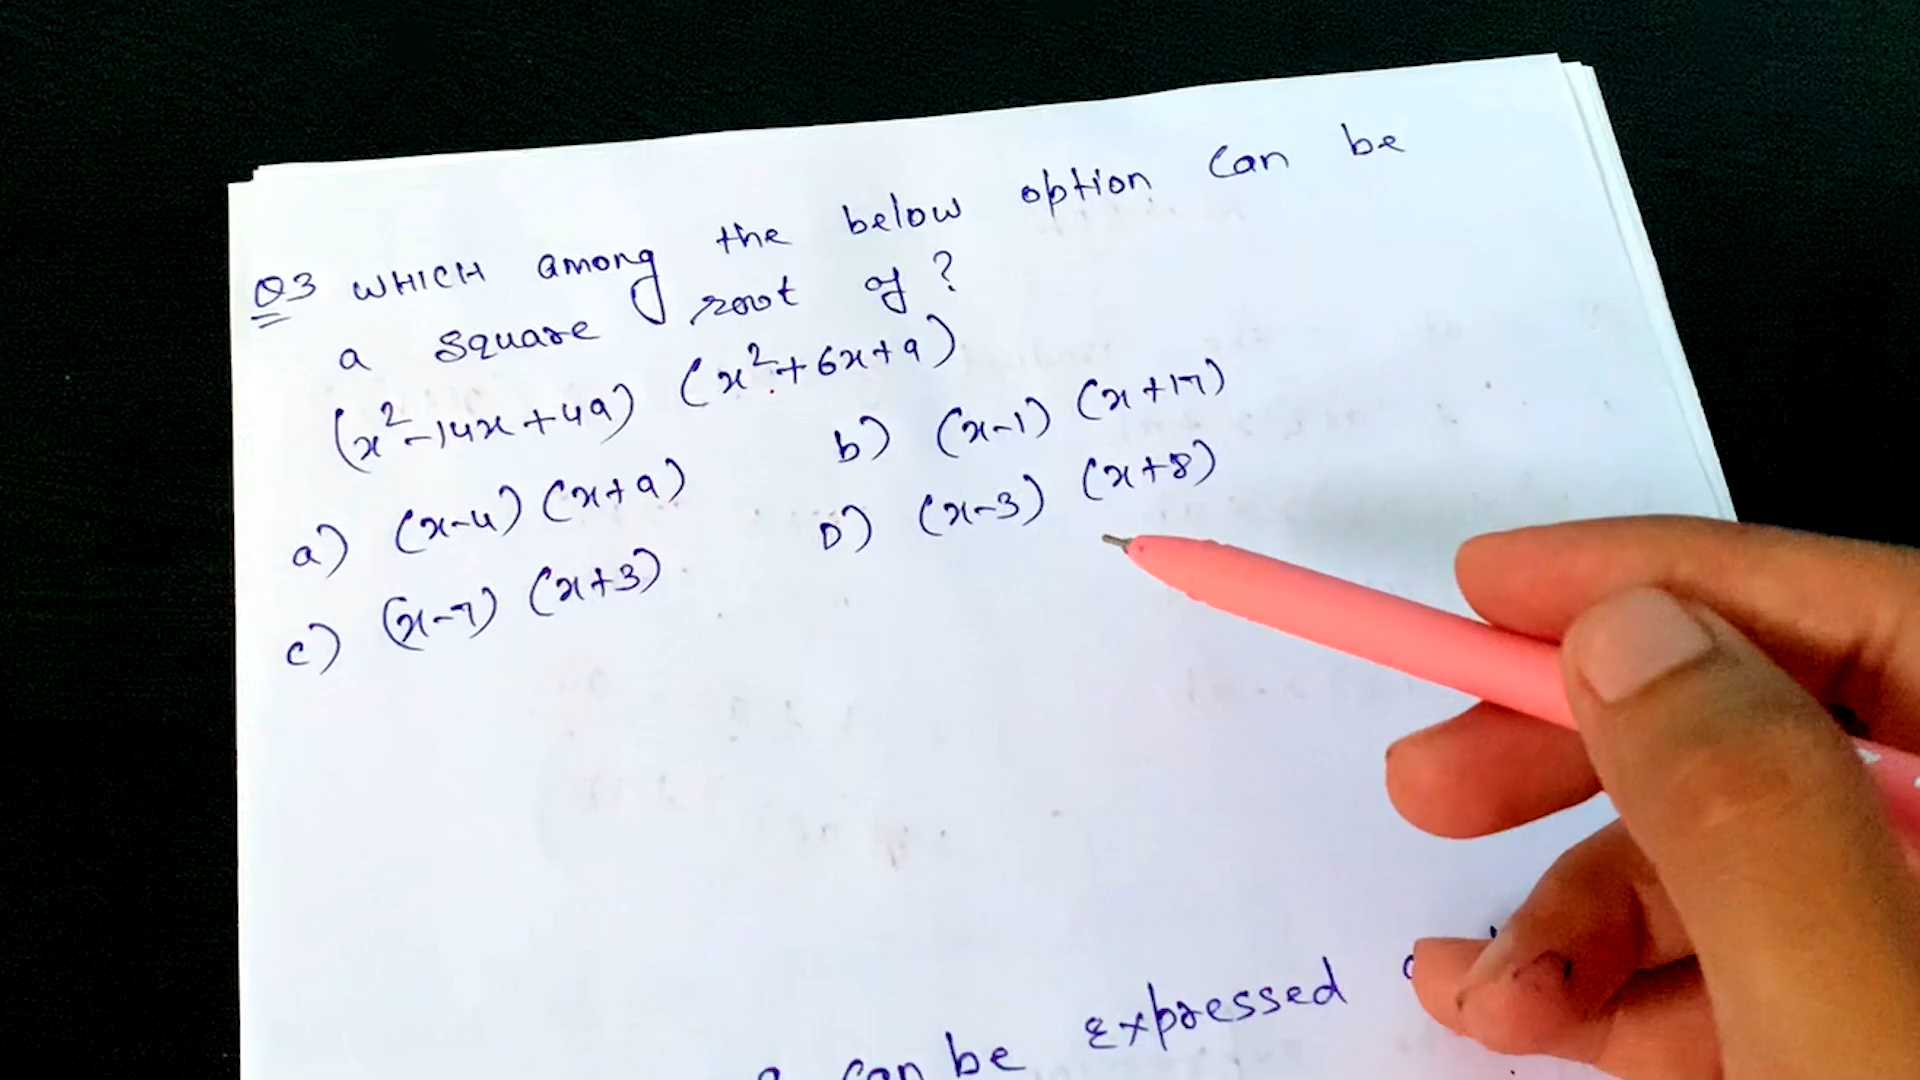 Q3 WHICH among the below option can be
a square root of ?
(x²-14x+49) (x²+6x+9)
a) (x-4) (x+9) b) (x-1) (x+17)
c) (x-7) (x+3) D) (x-3) (x+8)
can be expressed